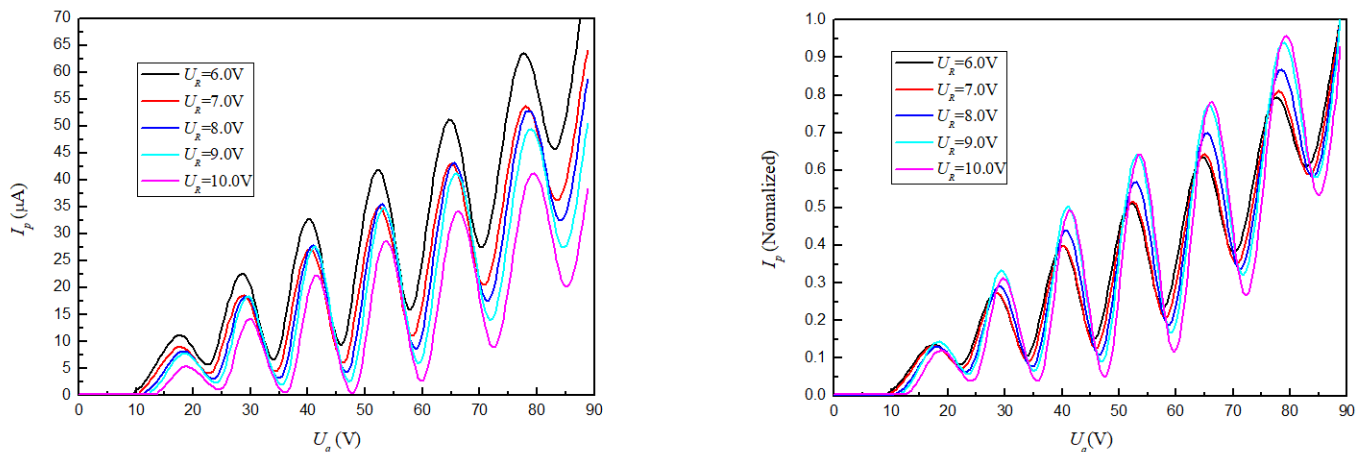 70
65
60
55
50
45
40
35
30
25
20
15
10
5
0
I_p (μA)
U_R=6.0V
U_R=7.0V
U_R=8.0V
U_R=9.0V
U_R=10.0V
0 10 20 30 40 50 60 70 80 90
U_a (V)
1.0
0.9
0.8
0.7
0.6
0.5
0.4
0.3
0.2
0.1
0.0
I_p (Nonmalized)
U_R=6.0V
U_R=7.0V
U_R=8.0V
U_R=9.0V
U_R=10.0V
0 10 20 30 40 50 60 70 80 90
U_a(V)